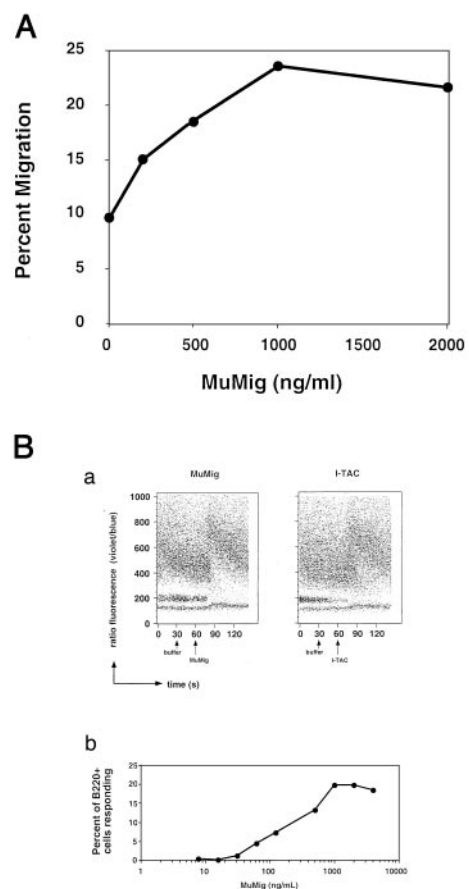 A
25
20
15
10
5
0
Percent Migration
0 500 1000 1500 2000
MuMig (ng/ml)
B
a
MuMig I-TAC
1000
800
600
400
200
0
ratio fluorescence (violet/blue)
0 30 60 90 120 0 30 60 90 120
buffer MuMig buffer I-TAC
time (s)
b
25
20
15
10
5
0
Percent of B220+
cells responding
1 10 100 1000 10000
MuMig (ng/mL)